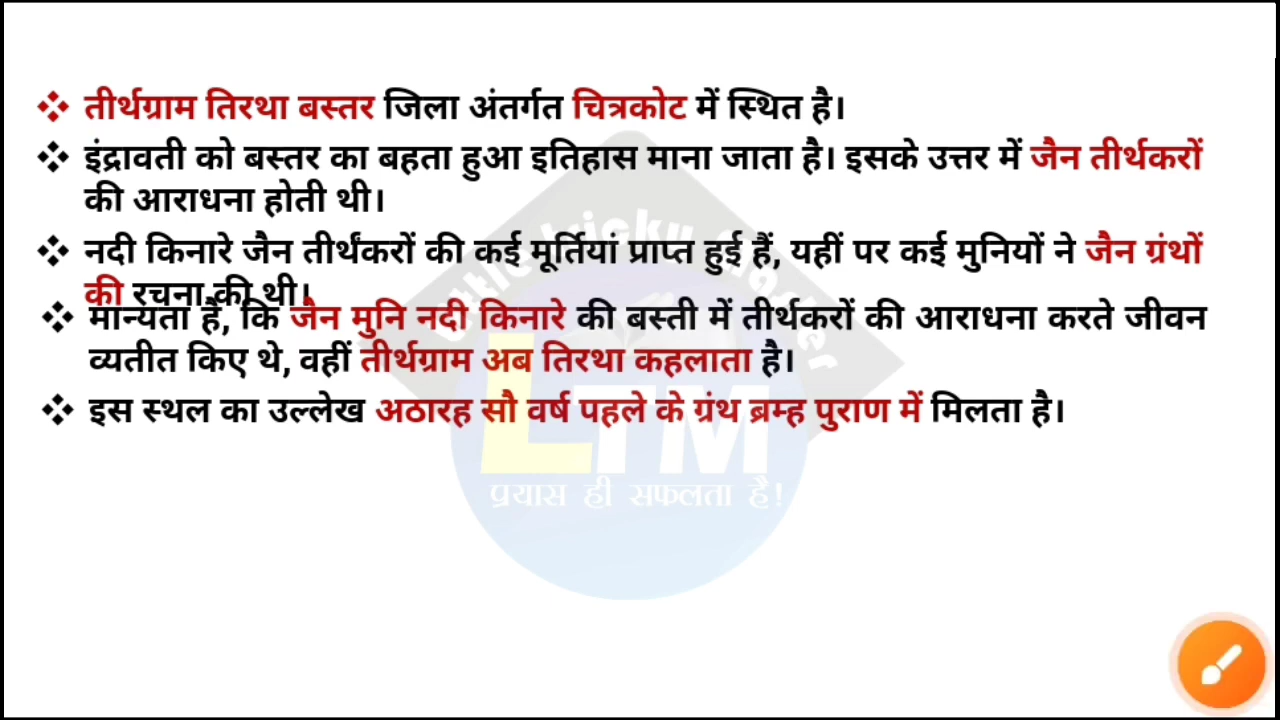 ❖ तीर्थग्राम तिरथा बस्तर जिला अंतर्गत चित्रकोट में स्थित है।
❖ इंद्रावती को बस्तर का बहता हुआ इतिहास माना जाता है। इसके उत्तर में जैन तीर्थकरों
की आराधना होती थी।
❖ नदी किनारे जैन तीर्थंकरों की कई मूर्तियां प्राप्त हुई हैं, यहीं पर कई मुनियों ने जैन ग्रंथों
की रचना की थी।
❖ मान्यता है, कि जैन मुनि नदी किनारे की बस्ती में तीर्थकरों की आराधना करते जीवन
व्यतीत किए थे, वहीं तीर्थग्राम अब तिरथा कहलाता है।
❖ इस स्थल का उल्लेख अठारह सौ वर्ष पहले के ग्रंथ ब्रम्ह पुराण में मिलता है।
LTM
प्रयास ही सफलता है!